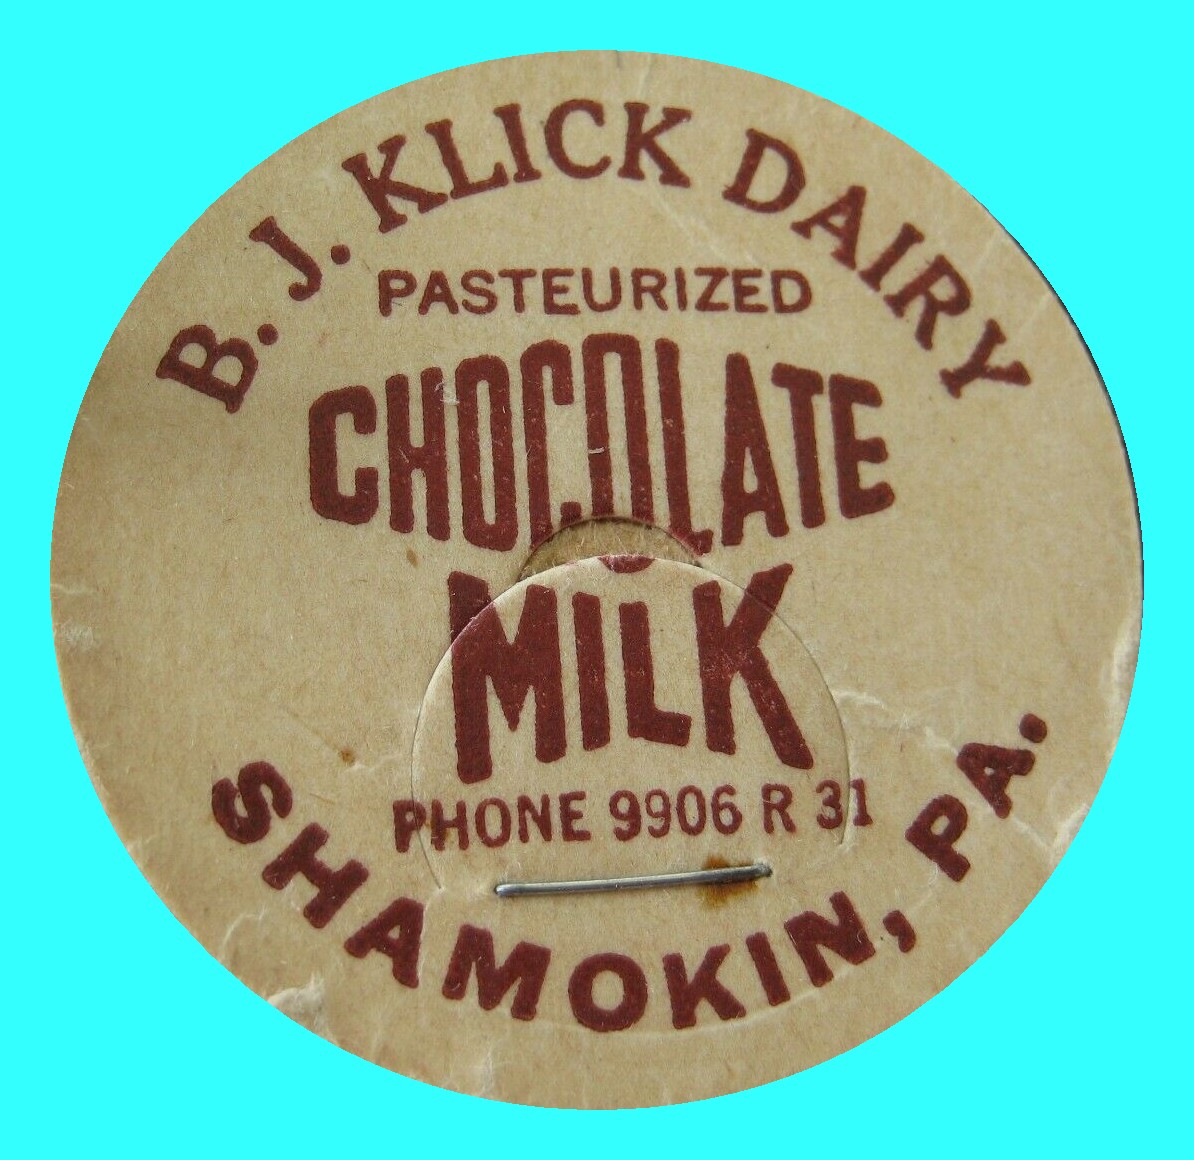 B. J. KLICK DAIRY
PASTEURIZED
CHOCOLATE
MILK
PHONE 9906 R 31
SHAMOKIN, PA.